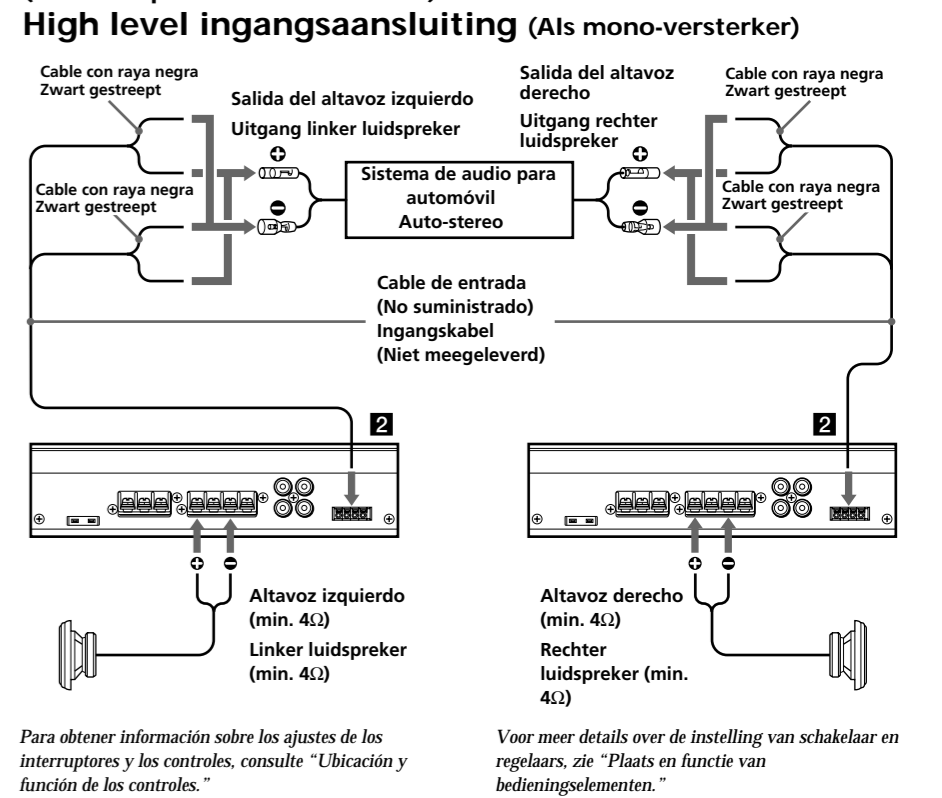 High level ingangsaansluiting (Als mono-versterker)
Cable con raya negra
Zwart gestreept
Salida del altavoz izquierdo
Uitgang linker luidspreker
Salida del altavoz
derecho
Uitgang rechter
luidspreker
Cable con raya negra
Zwart gestreept
Cable con raya negra
Zwart gestreept
Sistema de audio para
automóvil
Auto-stereo
Cable con raya negra
Zwart gestreept
Cable de entrada
(No suministrado)
Ingangskabel
(Niet meegeleverd)
2
2
Altavoz izquierdo
(min. 4Ω)
Linker luidspreker
(min. 4Ω)
Altavoz derecho
(min. 4Ω)
Rechter
luidspreker (min.
4Ω)
Para obtener información sobre los ajustes de los
interruptores y los controles, consulte “Ubicación y
función de los controles.”
Voor meer details over de instelling van schakelaar en
regelaars, zie “Plaats en functie van
bedieningselementen.”